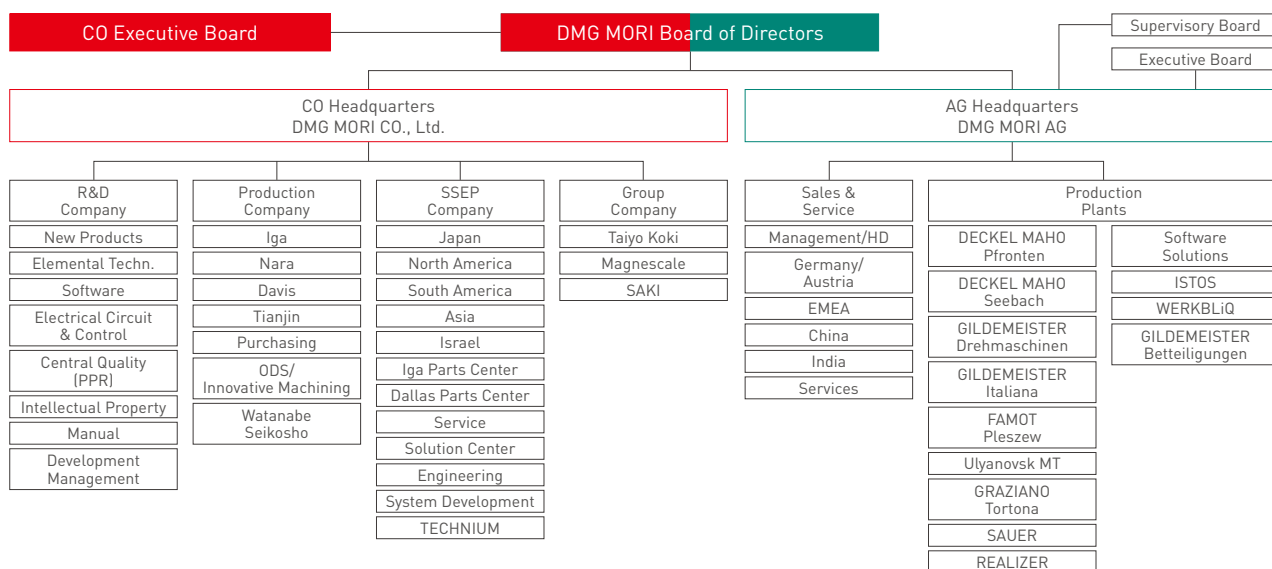 CO Executive Board
DMG MORI Board of Directors
Supervisory Board
Executive Board
CO Headquarters
DMG MORI CO., Ltd.
AG Headquarters
DMG MORI AG
R&D
Company
New Products
Elemental Techn.
Software
Electrical Circuit
& Control
Central Quality
(PPR)
Intellectual Property
Manual
Development
Management
Production
Company
Iga
Nara
Davis
Tianjin
Purchasing
ODS/
Innovative Machining
Watanabe
Seikosho
SSEP
Company
Japan
North America
South America
Asia
Israel
Iga Parts Center
Dallas Parts Center
Service
Solution Center
Engineering
System Development
TECHNIUM
Group
Company
Taiyo Koki
Magnescale
SAKI
Sales &
Service
Management/HD
Germany/
Austria
EMEA
China
India
Services
Production
Plants
DECKEL MAHO
Pfronten
DECKEL MAHO
Seebach
GILDEMEISTER
Drehmaschinen
GILDEMEISTER
Italiana
FAMOT
Pleszew
Ulyanovsk MT
GRAZIANO
Tortona
SAUER
REALIZER
Software
Solutions
ISTOS
WERKBLiQ
GILDEMEISTER
Betteiligungen